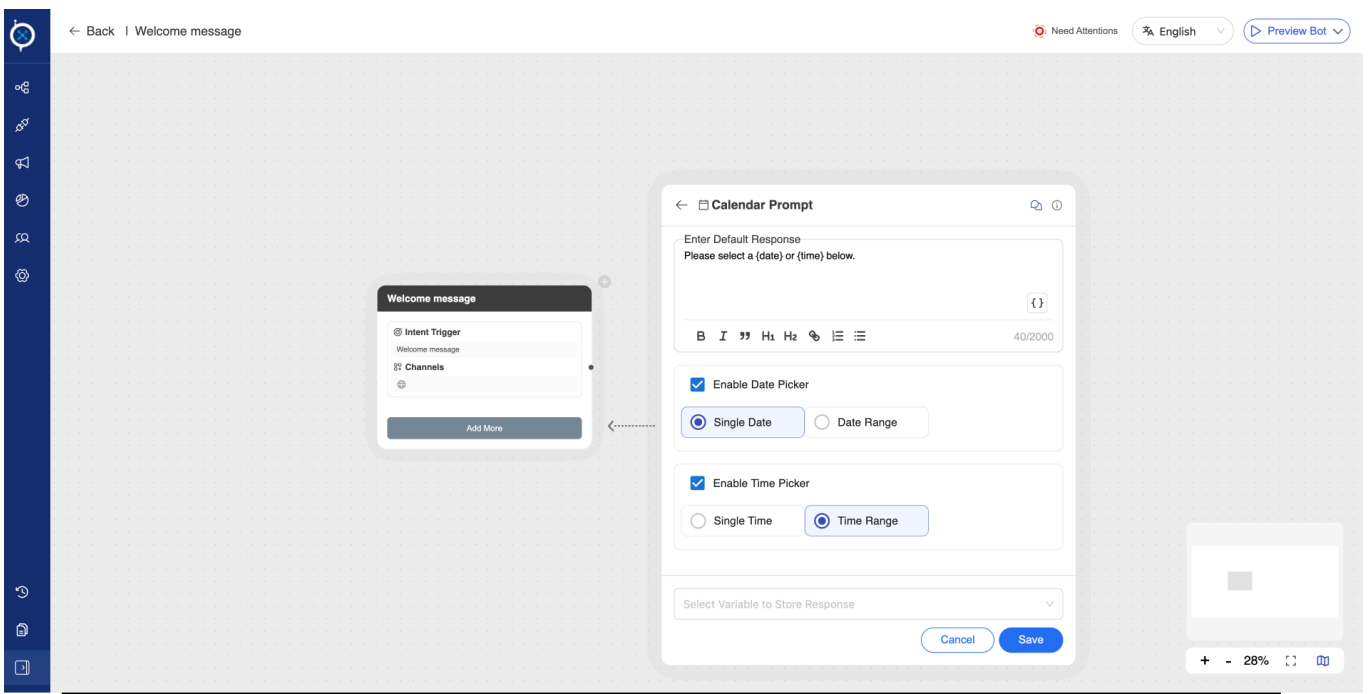 Back | Welcome message
Need Attentions
English
Preview Bot
Calendar Prompt
Enter Default Response
Please select a {date} or {time} below.
{ }
B I " H1 H2
40/2000
Welcome message
Intent Trigger
Welcome message
Channels
Add More
Enable Date Picker
Single Date
Date Range
Enable Time Picker
Single Time
Time Range
Select Variable to Store Response
Cancel
Save
+ - 28%